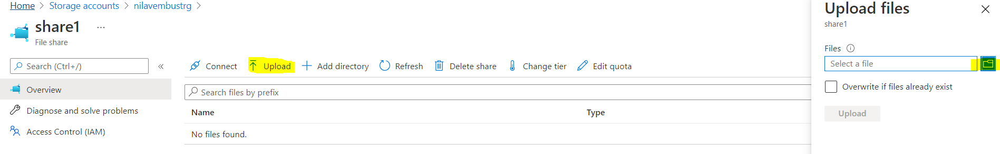 Home > Storage accounts > nilavembustrg >
share1 ...
File share
Search (Ctrl+/) «
Overview
Diagnose and solve problems
Access Control (IAM)
Connect Upload Add directory Refresh Delete share Change tier Edit quota
Search files by prefix
Name Type
No files found.
Upload files
share1
Files
Select a file
Overwrite if files already exist
Upload